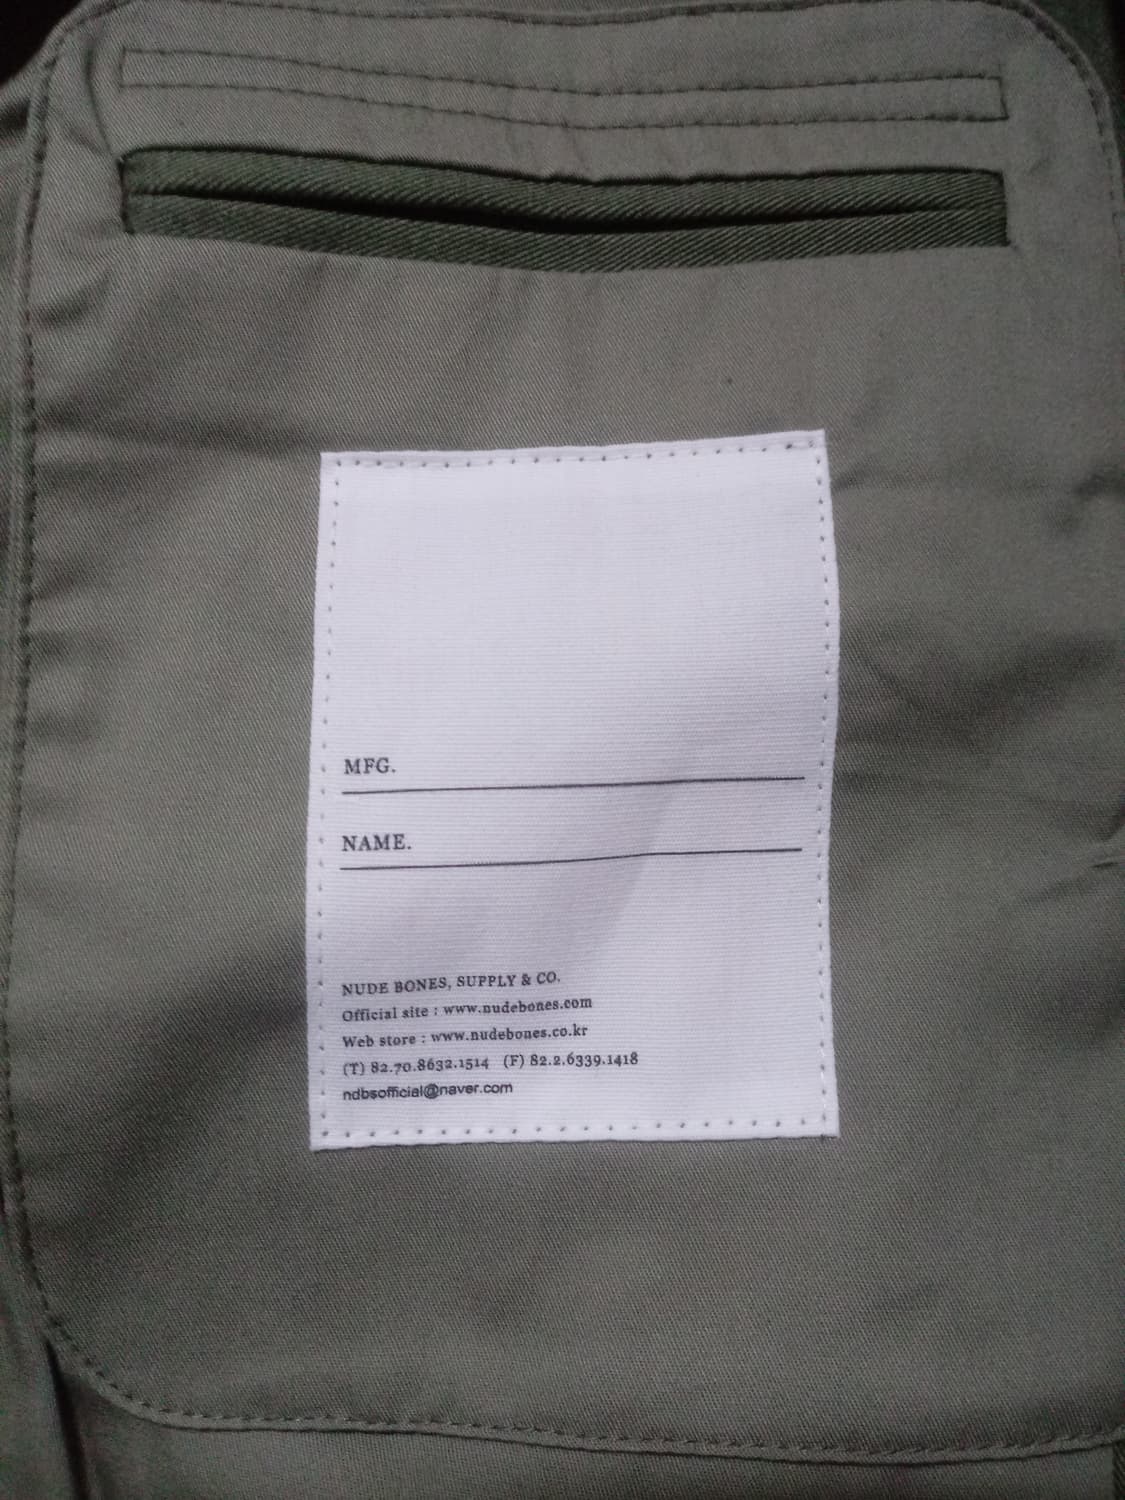 MFG.
NAME.
NUDE BONES, SUPPLY & CO.
Official site : www.nudebones.com
Web store : www.nudebones.co.kr
(T) 82.70.8632.1514 (F) 82.2.6339.1418
ndbsofficial@naver.com